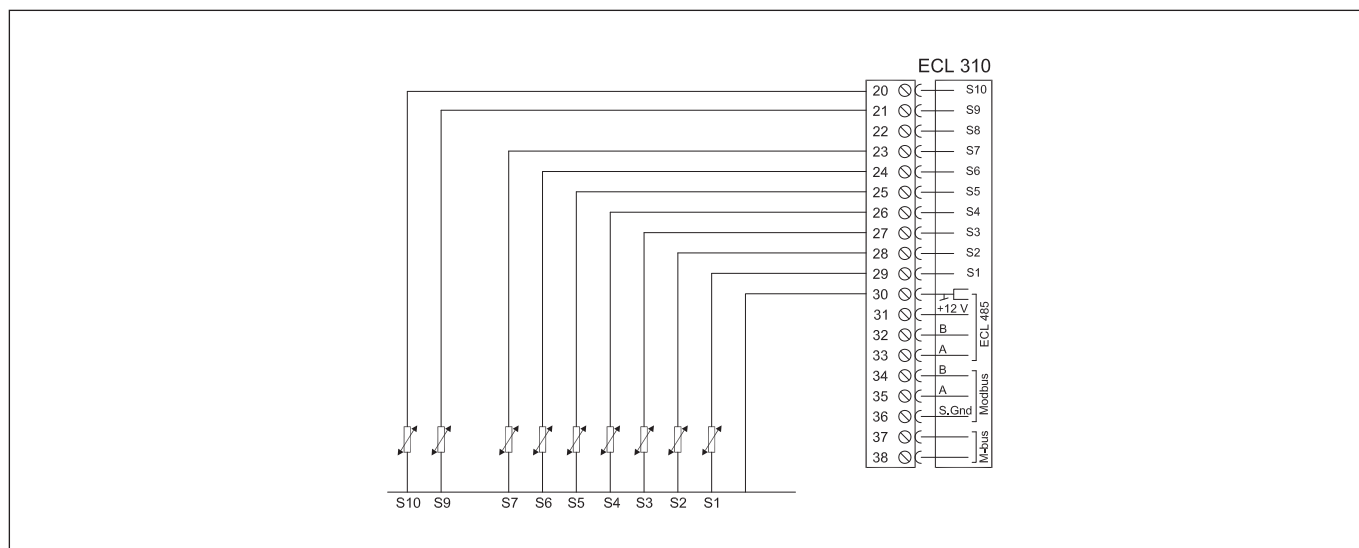 ECL 310
20 S10
21 S9
22 S8
23 S7
24 S6
25 S5
26 S4
27 S3
28 S2
29 S1
30
31 +12 V
32 B
33 A
ECL 485
34 B
35 A
36 S.Gnd
Modbus
37
38
M-bus
S10 S9 S7 S6 S5 S4 S3 S2 S1